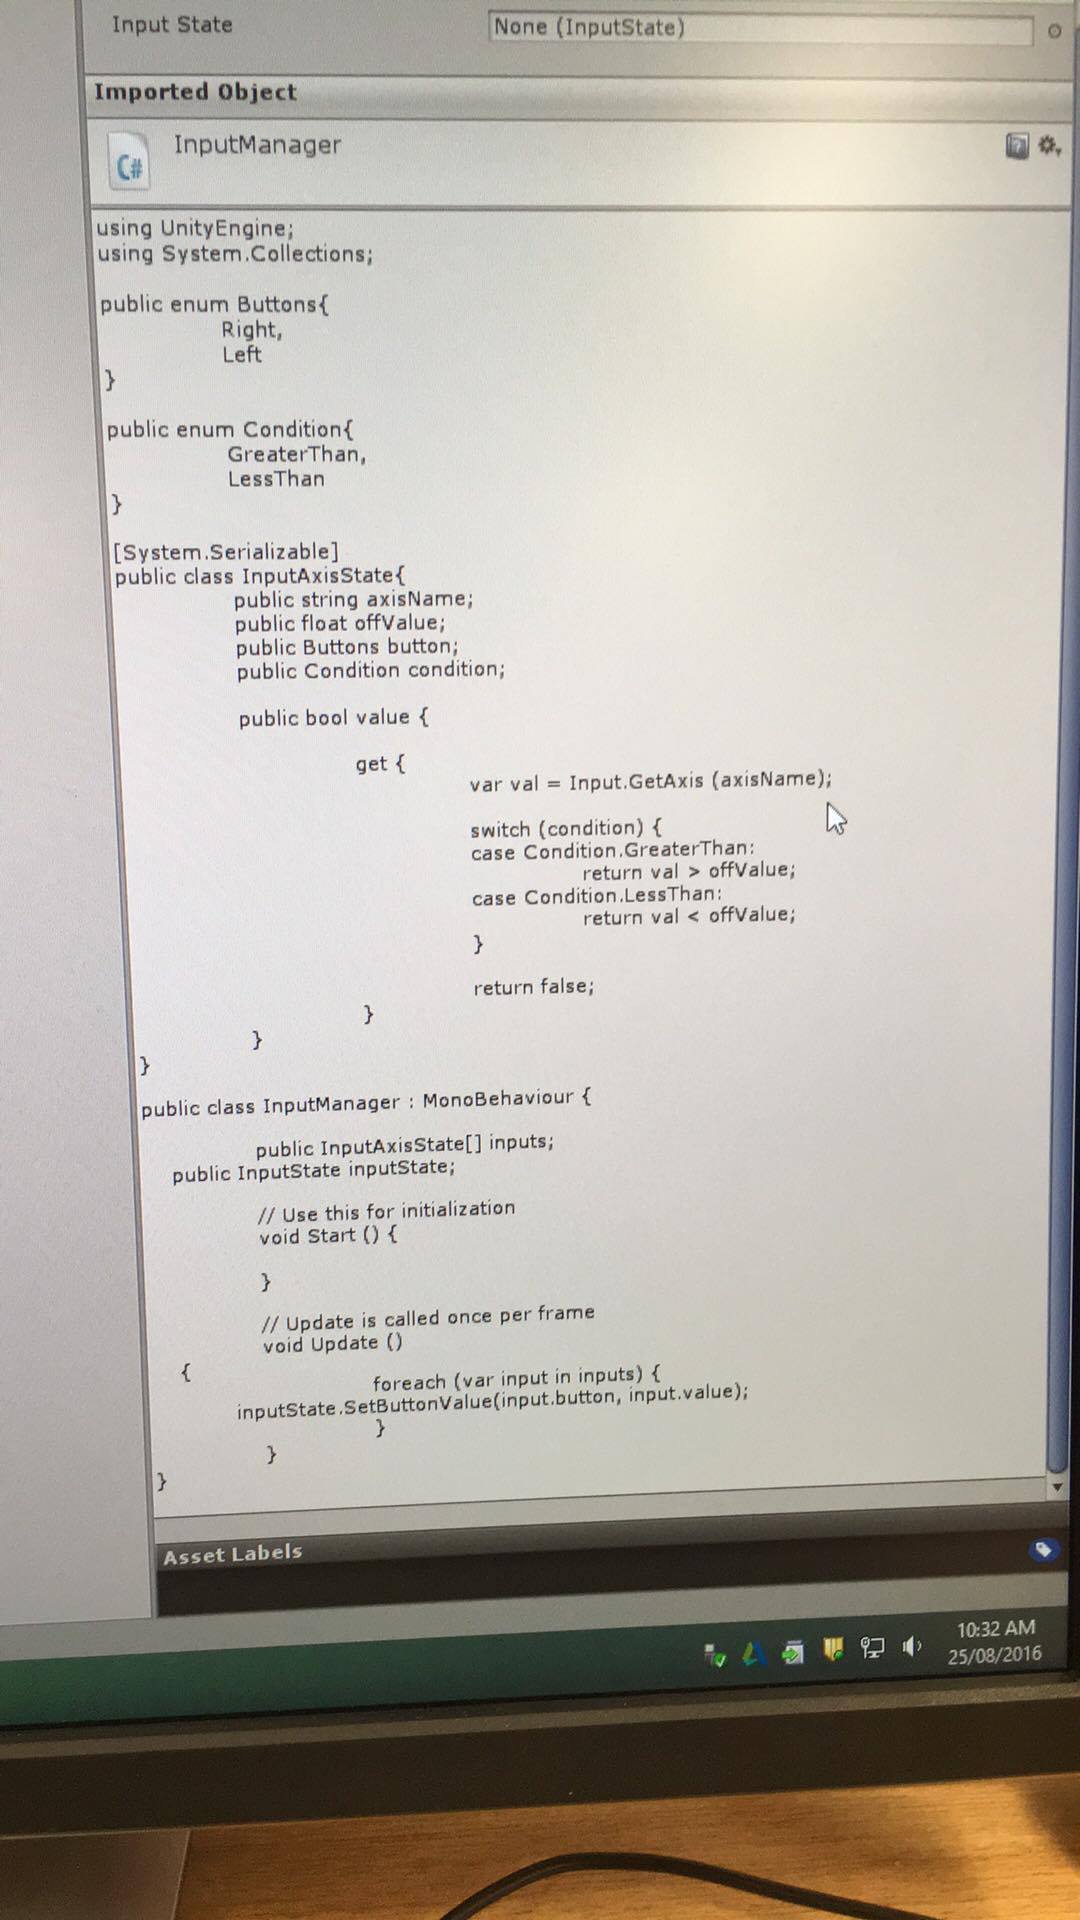 Input State
None (InputState)
Imported Object
C#
InputManager
using UnityEngine;
using System.Collections;
public enum Buttons{
Right,
Left
}
public enum Condition{
GreaterThan,
LessThan
}
[System.Serializable]
public class InputAxisState{
public string axisName;
public float offValue;
public Buttons button;
public Condition condition;
public bool value {
get {
var val = Input.GetAxis (axisName);
switch (condition) {
case Condition.GreaterThan:
return val > offValue;
case Condition.LessThan:
return val < offValue;
}
return false;
}
}
}
public class InputManager : MonoBehaviour {
public InputAxisState[] inputs;
public InputState inputState;
// Use this for initialization
void Start () {
}
// Update is called once per frame
void Update ()
{
foreach (var input in inputs) {
inputState.SetButtonValue(input.button, input.value);
}
}
}
Asset Labels
10:32 AM
25/08/2016